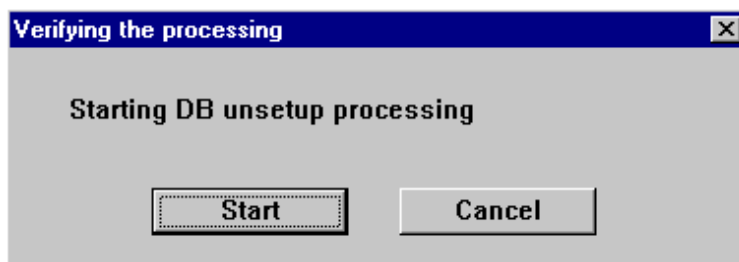 Verifying the processing
Starting DB unsetup processing
Start
Cancel